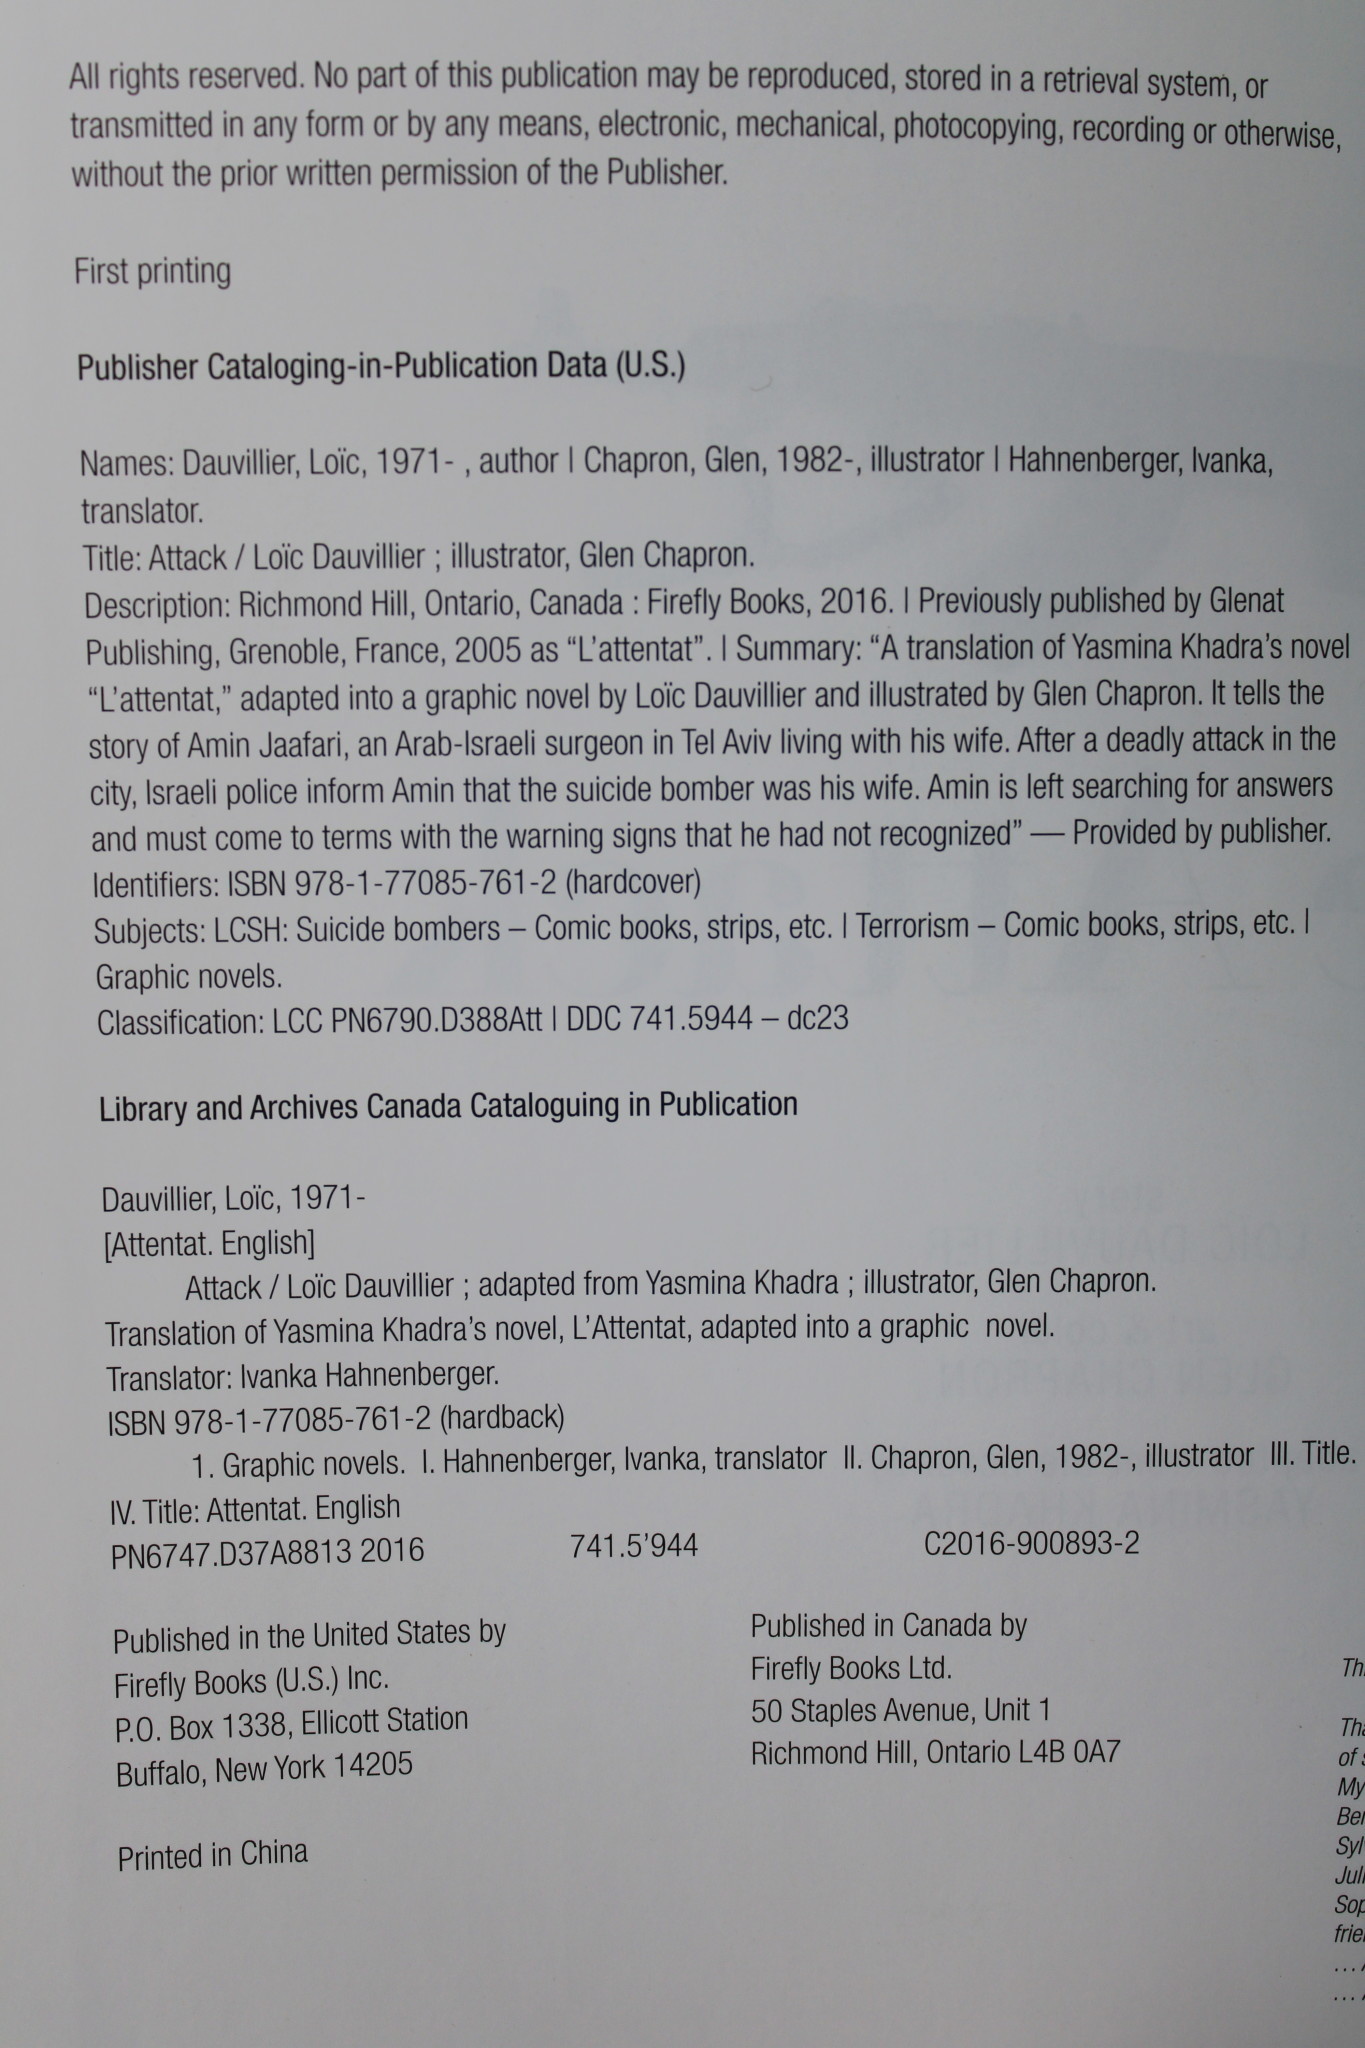 All rights reserved. No part of this publication may be reproduced, stored in a retrieval system, or
transmitted in any form or by any means, electronic, mechanical, photocopying, recording or otherwise,
without the prior written permission of the Publisher.
First printing
Publisher Cataloging-in-Publication Data (U.S.)
Names: Dauvillier, Loïc, 1971- , author | Chapron, Glen, 1982-, illustrator | Hahnenberger, Ivanka,
translator.
Title: Attack / Loïc Dauvillier ; illustrator, Glen Chapron.
Description: Richmond Hill, Ontario, Canada : Firefly Books, 2016. | Previously published by Glenat
Publishing, Grenoble, France, 2005 as “L’attentat”. | Summary: “A translation of Yasmina Khadra’s novel
“L’attentat,” adapted into a graphic novel by Loïc Dauvillier and illustrated by Glen Chapron. It tells the
story of Amin Jaafari, an Arab-Israeli surgeon in Tel Aviv living with his wife. After a deadly attack in the
city, Israeli police inform Amin that the suicide bomber was his wife. Amin is left searching for answers
and must come to terms with the warning signs that he had not recognized” — Provided by publisher.
Identifiers: ISBN 978-1-77085-761-2 (hardcover)
Subjects: LCSH: Suicide bombers – Comic books, strips, etc. | Terrorism – Comic books, strips, etc. |
Graphic novels.
Classification: LCC PN6790.D388Att | DDC 741.5944 – dc23
Library and Archives Canada Cataloguing in Publication
Dauvillier, Loïc, 1971-
[Attentat. English]
Attack / Loïc Dauvillier ; adapted from Yasmina Khadra ; illustrator, Glen Chapron.
Translation of Yasmina Khadra’s novel, L’Attentat, adapted into a graphic novel.
Translator: Ivanka Hahnenberger.
ISBN 978-1-77085-761-2 (hardback)
1. Graphic novels. I. Hahnenberger, Ivanka, translator II. Chapron, Glen, 1982-, illustrator III. Title.
IV. Title: Attentat. English
PN6747.D37A8813 2016 741.5’944 C2016-900893-2
Published in the United States by
Firefly Books (U.S.) Inc.
P.O. Box 1338, Ellicott Station
Buffalo, New York 14205
Published in Canada by
Firefly Books Ltd.
50 Staples Avenue, Unit 1
Richmond Hill, Ontario L4B 0A7
Printed in China
of
My